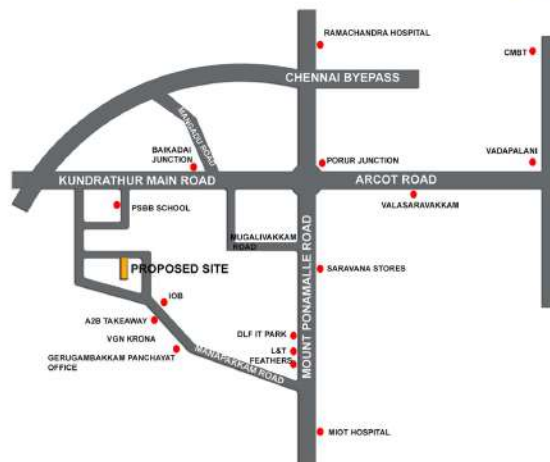 RAMACHANDRA HOSPITAL
CMBT
CHENNAI BYEPASS
MANGADU ROAD
BAIKADAI
JUNCTION
PORUR JUNCTION
VADAPALANI
KUNDRATHUR MAIN ROAD
ARCOT ROAD
PSBB SCHOOL
VALASARAVAKKAM
MUGALIVAKKAM
ROAD
MOUNT PONAMALLE ROAD
PROPOSED SITE
SARAVANA STORES
IOB
A2B TAKEAWAY
VGN KRONA
GERUGAMBAKKAM PANCHAYAT
OFFICE
DLF IT PARK
L&T
FEATHERS
MANAPAKKAM ROAD
MIOT HOSPITAL